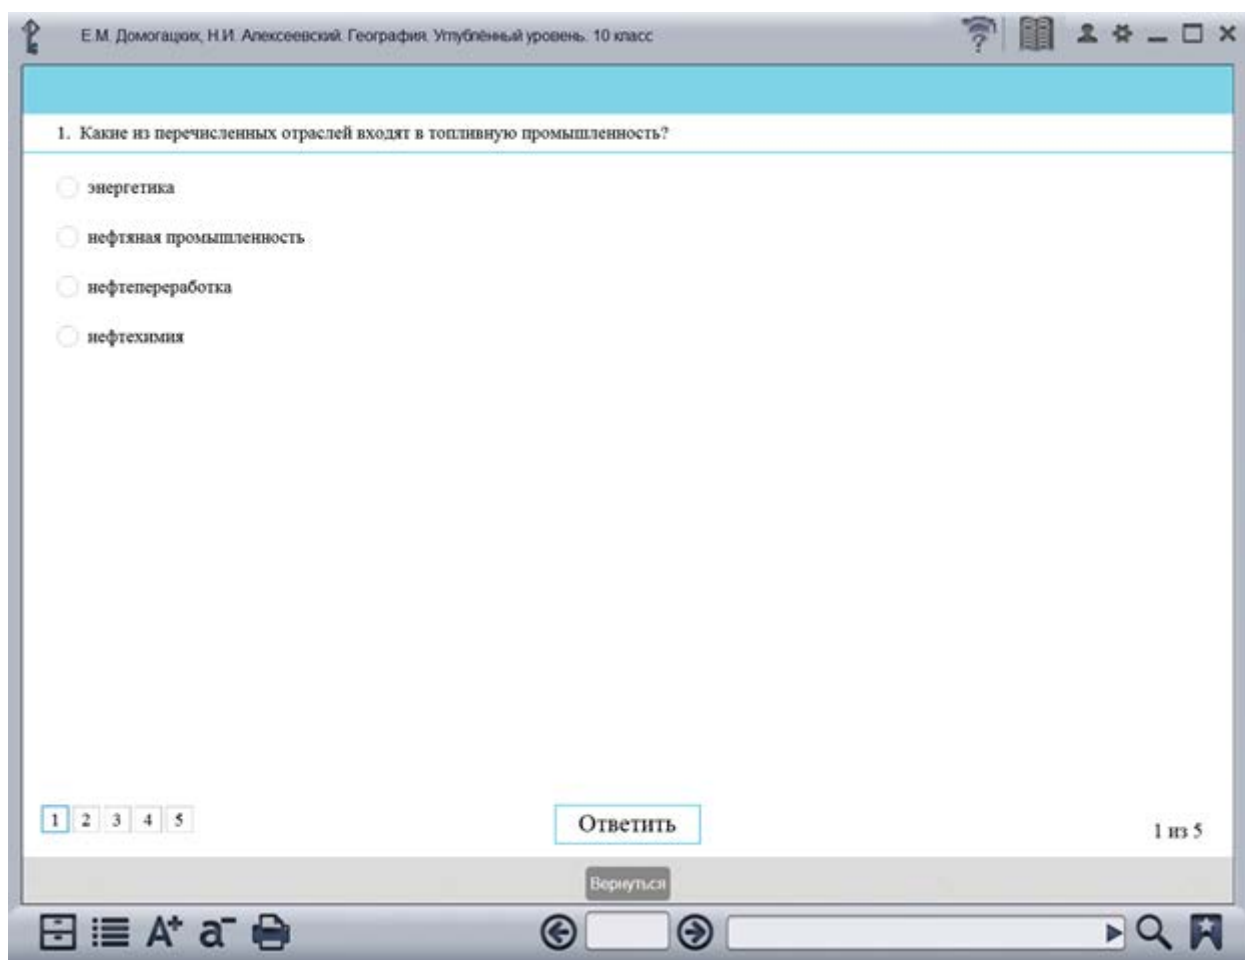 Е.М. Домогацких, Н.И. Алексеевский. География. Углублённый уровень. 10 класс
1. Какие из перечисленных отраслей входят в топливную промышленность?
энергетика
нефтяная промышленность
нефтепереработка
нефтехимия
1 2 3 4 5
Ответить
1 из 5
Вернуться
A+ a-